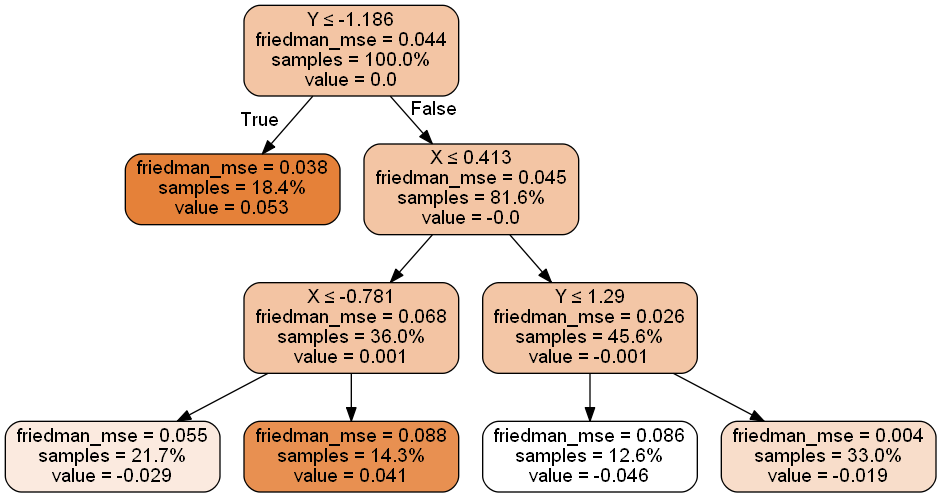 Y ≤ -1.186
friedman_mse = 0.044
samples = 100.0%
value = 0.0
True
False
friedman_mse = 0.038
samples = 18.4%
value = 0.053
X ≤ 0.413
friedman_mse = 0.045
samples = 81.6%
value = -0.0
X ≤ -0.781
friedman_mse = 0.068
samples = 36.0%
value = 0.001
Y ≤ 1.29
friedman_mse = 0.026
samples = 45.6%
value = -0.001
friedman_mse = 0.055
samples = 21.7%
value = -0.029
friedman_mse = 0.088
samples = 14.3%
value = 0.041
friedman_mse = 0.086
samples = 12.6%
value = -0.046
friedman_mse = 0.004
samples = 33.0%
value = -0.019